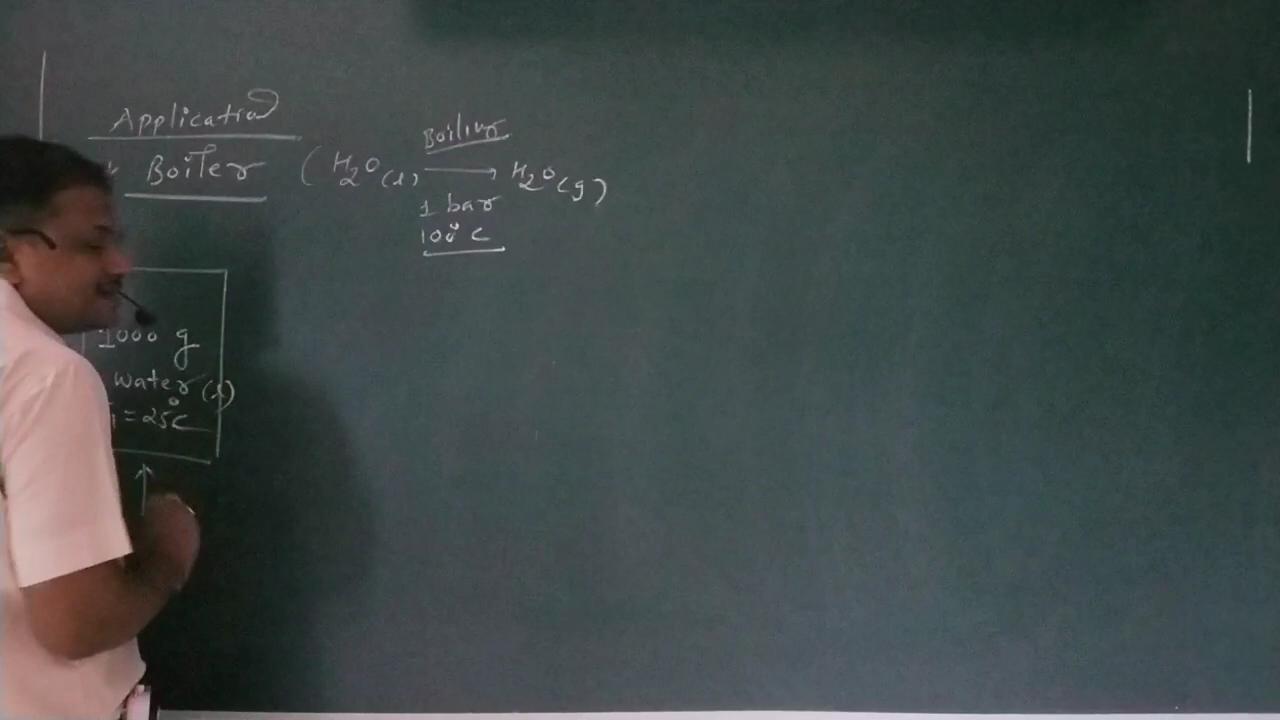 Application
* Boiler (H₂O(l) ⟶ H₂O(g))
Boiling
1 bar
100°C
1000 g
water (l)
= 25°C